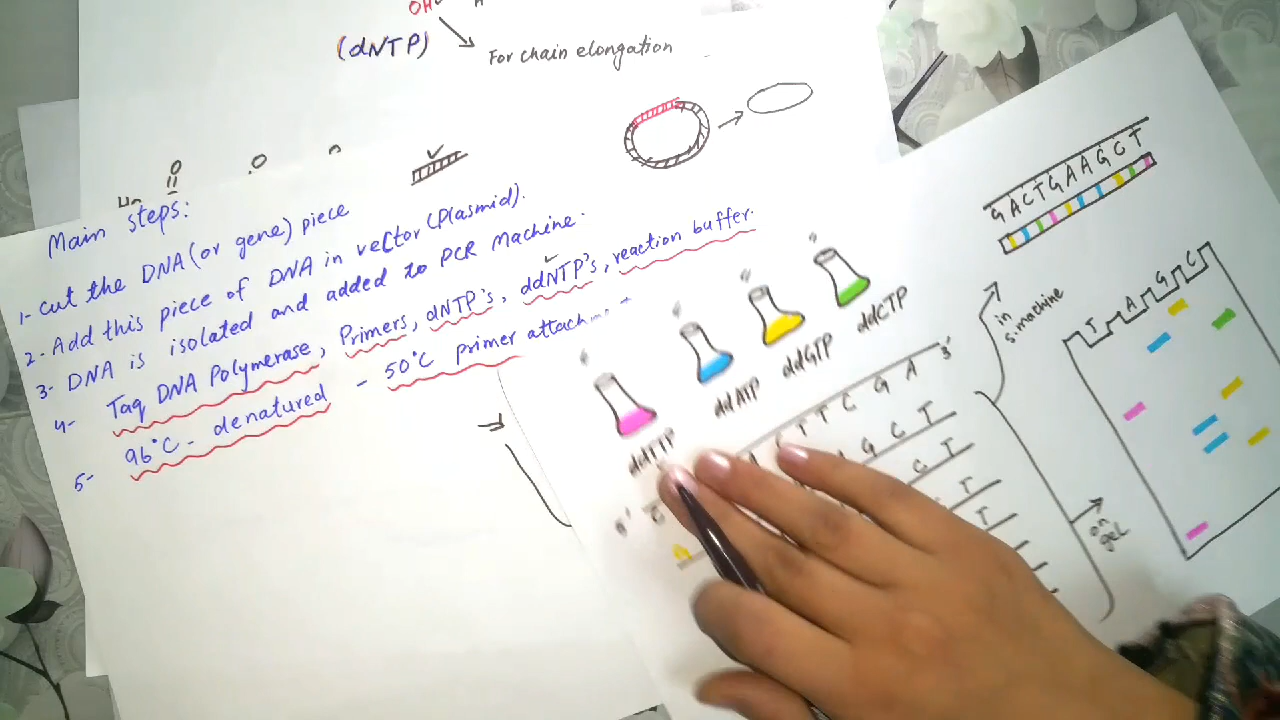 OH
(dNTP)
For chain elongation
Main steps:
1- Cut the DNA (or gene) piece
2- Add this piece of DNA in vector (Plasmid).
3- DNA is isolated and added to PCR Machine.
4- Taq DNA Polymerase, Primers, dNTP's, ddNTP's, reaction buffer.
5- 96°C - denatured - 50°C primer
ddTTP
ddATP
ddGTP
ddCTP
T T C G A 3'
G C T
C T
T
T
in
s.machine
on
gel
G A C T G A A G C T
T A G C